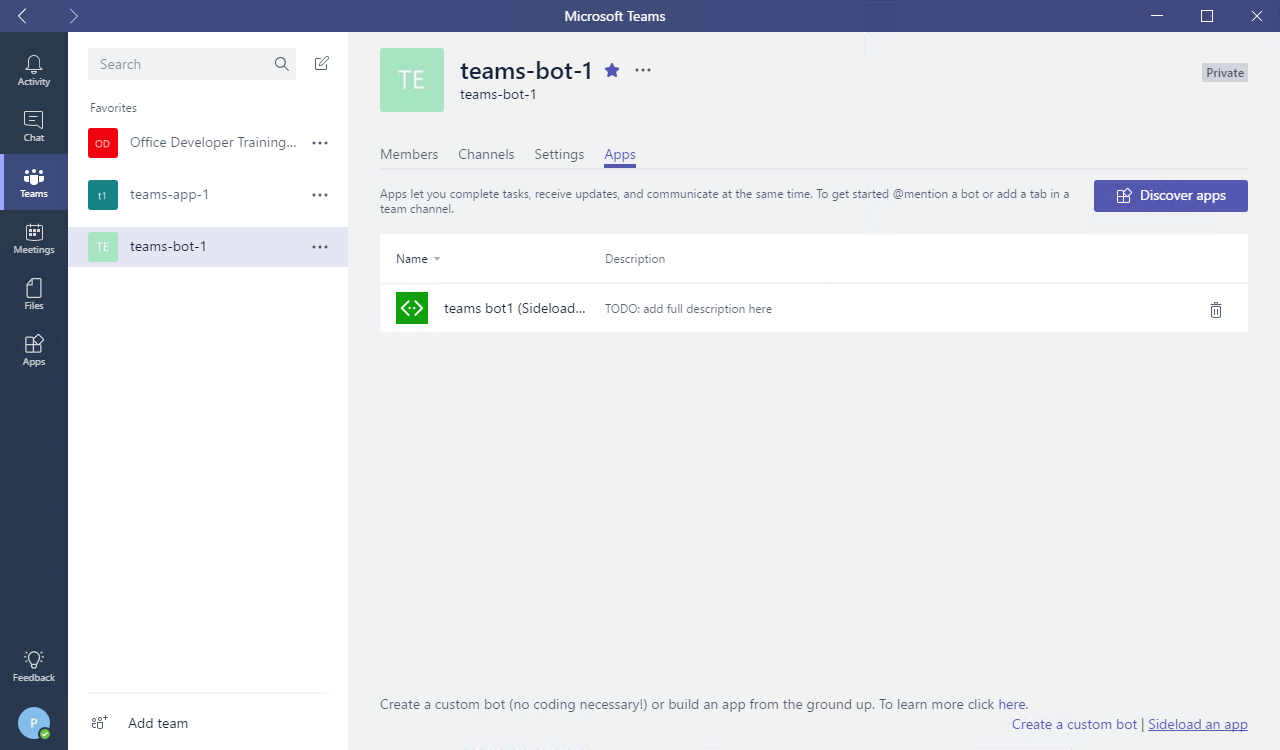 Microsoft Teams
Activity
Chat
Teams
Meetings
Files
Apps
Feedback
P
Search
Favorites
OD Office Developer Training...
t1 teams-app-1
TE teams-bot-1
Add team
TE
teams-bot-1
teams-bot-1
Private
Members Channels Settings Apps
Apps let you complete tasks, receive updates, and communicate at the same time. To get started @mention a bot or add a tab in a
team channel.
Discover apps
Name Description
teams bot1 (Sideload... TODO: add full description here
Create a custom bot (no coding necessary!) or build an app from the ground up. To learn more click here.
Create a custom bot | Sideload an app